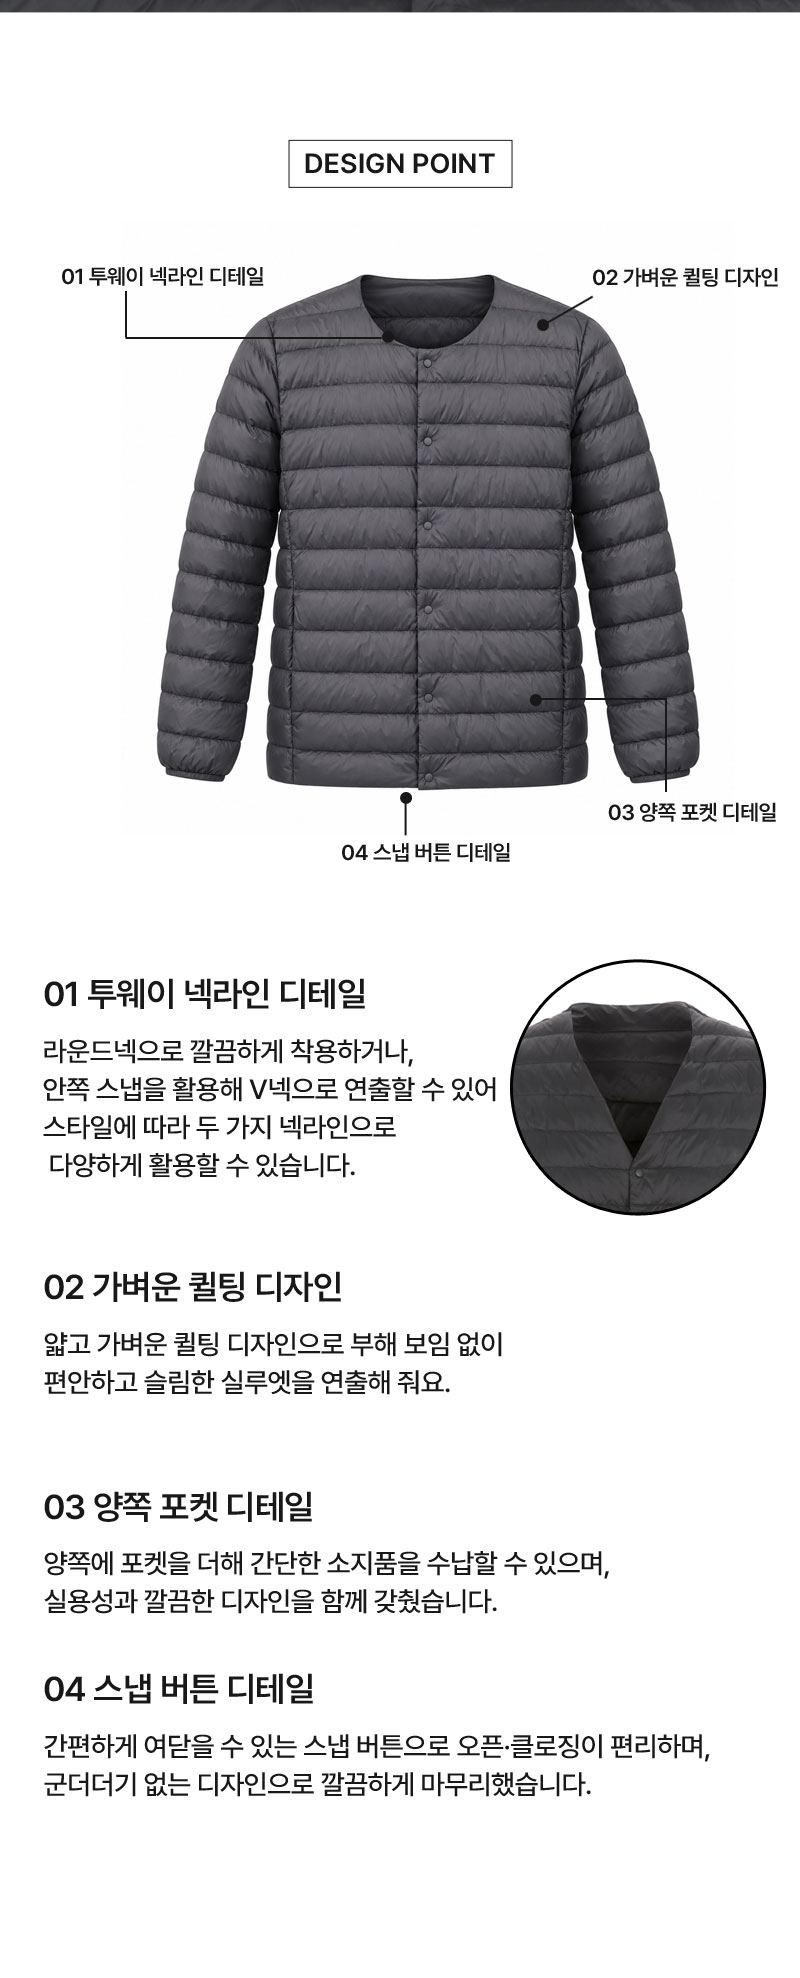 DESIGN POINT
01 투웨이 넥라인 디테일
02 가벼운 퀼팅 디자인
03 양쪽 포켓 디테일
04 스냅 버튼 디테일
01 투웨이 넥라인 디테일
라운드넥으로 깔끔하게 착용하거나,
안쪽 스냅을 활용해 V넥으로 연출할 수 있어
스타일에 따라 두 가지 넥라인으로
다양하게 활용할 수 있습니다.
02 가벼운 퀼팅 디자인
얇고 가벼운 퀼팅 디자인으로 부해 보임 없이
편안하고 슬림한 실루엣을 연출해 줘요.
03 양쪽 포켓 디테일
양쪽에 포켓을 더해 간단한 소지품을 수납할 수 있으며,
실용성과 깔끔한 디자인을 함께 갖췄습니다.
04 스냅 버튼 디테일
간편하게 여닫을 수 있는 스냅 버튼으로 오픈·클로징이 편리하며,
군더더기 없는 디자인으로 깔끔하게 마무리했습니다.